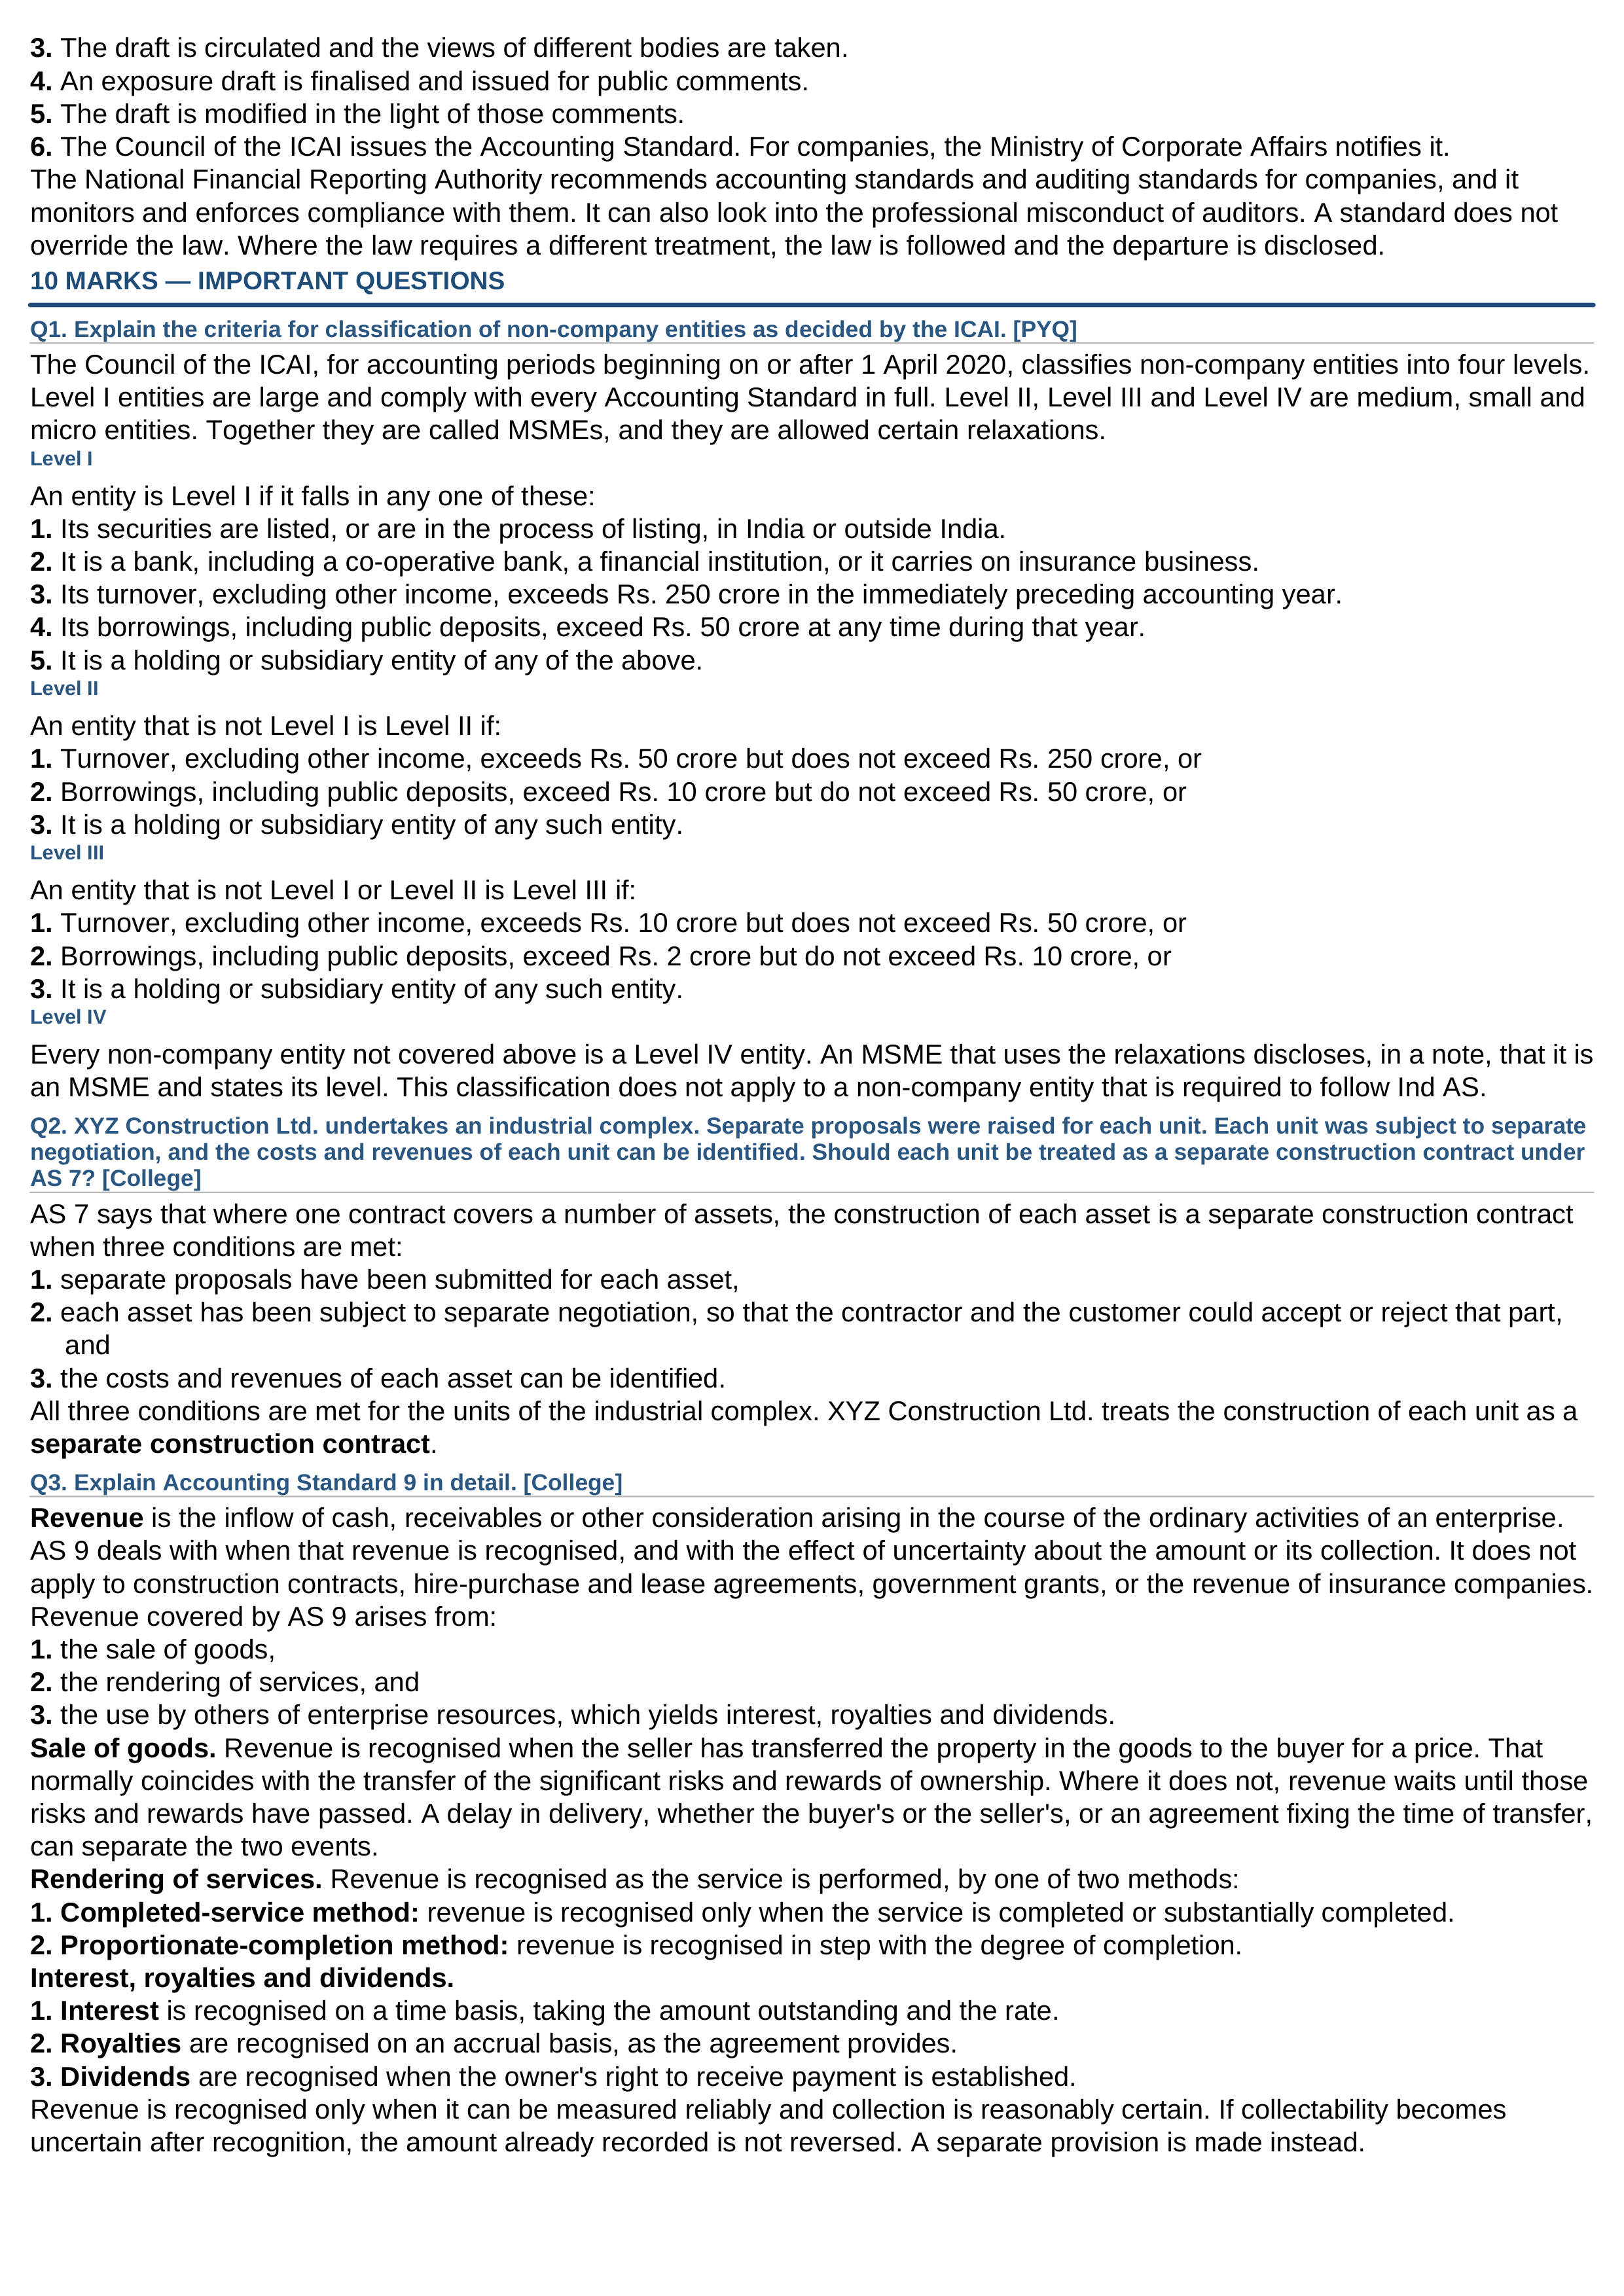 3. The draft is circulated and the views of different bodies are taken.
4. An exposure draft is finalised and issued for public comments.
5. The draft is modified in the light of those comments.
6. The Council of the ICAI issues the Accounting Standard. For companies, the Ministry of Corporate Affairs notifies it.
The National Financial Reporting Authority recommends accounting standards and auditing standards for companies, and it
monitors and enforces compliance with them. It can also look into the professional misconduct of auditors. A standard does not
override the law. Where the law requires a different treatment, the law is followed and the departure is disclosed.
10 MARKS — IMPORTANT QUESTIONS
Q1. Explain the criteria for classification of non-company entities as decided by the ICAI. [PYQ]
The Council of the ICAI, for accounting periods beginning on or after 1 April 2020, classifies non-company entities into four levels.
Level I entities are large and comply with every Accounting Standard in full. Level II, Level III and Level IV are medium, small and
micro entities. Together they are called MSMEs, and they are allowed certain relaxations.
Level I
An entity is Level I if it falls in any one of these:
1. Its securities are listed, or are in the process of listing, in India or outside India.
2. It is a bank, including a co-operative bank, a financial institution, or it carries on insurance business.
3. Its turnover, excluding other income, exceeds Rs. 250 crore in the immediately preceding accounting year.
4. Its borrowings, including public deposits, exceed Rs. 50 crore at any time during that year.
5. It is a holding or subsidiary entity of any of the above.
Level II
An entity that is not Level I is Level II if:
1. Turnover, excluding other income, exceeds Rs. 50 crore but does not exceed Rs. 250 crore, or
2. Borrowings, including public deposits, exceed Rs. 10 crore but do not exceed Rs. 50 crore, or
3. It is a holding or subsidiary entity of any such entity.
Level III
An entity that is not Level I or Level II is Level III if:
1. Turnover, excluding other income, exceeds Rs. 10 crore but does not exceed Rs. 50 crore, or
2. Borrowings, including public deposits, exceed Rs. 2 crore but do not exceed Rs. 10 crore, or
3. It is a holding or subsidiary entity of any such entity.
Level IV
Every non-company entity not covered above is a Level IV entity. An MSME that uses the relaxations discloses, in a note, that it is
an MSME and states its level. This classification does not apply to a non-company entity that is required to follow Ind AS.
Q2. XYZ Construction Ltd. undertakes an industrial complex. Separate proposals were raised for each unit. Each unit was subject to separate
negotiation, and the costs and revenues of each unit can be identified. Should each unit be treated as a separate construction contract under
AS 7? [College]
AS 7 says that where one contract covers a number of assets, the construction of each asset is a separate construction contract
when three conditions are met:
1. separate proposals have been submitted for each asset,
2. each asset has been subject to separate negotiation, so that the contractor and the customer could accept or reject that part,
and
3. the costs and revenues of each asset can be identified.
All three conditions are met for the units of the industrial complex. XYZ Construction Ltd. treats the construction of each unit as a
separate construction contract.
Q3. Explain Accounting Standard 9 in detail. [College]
Revenue is the inflow of cash, receivables or other consideration arising in the course of the ordinary activities of an enterprise.
AS 9 deals with when that revenue is recognised, and with the effect of uncertainty about the amount or its collection. It does not
apply to construction contracts, hire-purchase and lease agreements, government grants, or the revenue of insurance companies.
Revenue covered by AS 9 arises from:
1. the sale of goods,
2. the rendering of services, and
3. the use by others of enterprise resources, which yields interest, royalties and dividends.
Sale of goods. Revenue is recognised when the seller has transferred the property in the goods to the buyer for a price. That
normally coincides with the transfer of the significant risks and rewards of ownership. Where it does not, revenue waits until those
risks and rewards have passed. A delay in delivery, whether the buyer's or the seller's, or an agreement fixing the time of transfer,
can separate the two events.
Rendering of services. Revenue is recognised as the service is performed, by one of two methods:
1. Completed-service method: revenue is recognised only when the service is completed or substantially completed.
2. Proportionate-completion method: revenue is recognised in step with the degree of completion.
Interest, royalties and dividends.
1. Interest is recognised on a time basis, taking the amount outstanding and the rate.
2. Royalties are recognised on an accrual basis, as the agreement provides.
3. Dividends are recognised when the owner's right to receive payment is established.
Revenue is recognised only when it can be measured reliably and collection is reasonably certain. If collectability becomes
uncertain after recognition, the amount already recorded is not reversed. A separate provision is made instead.